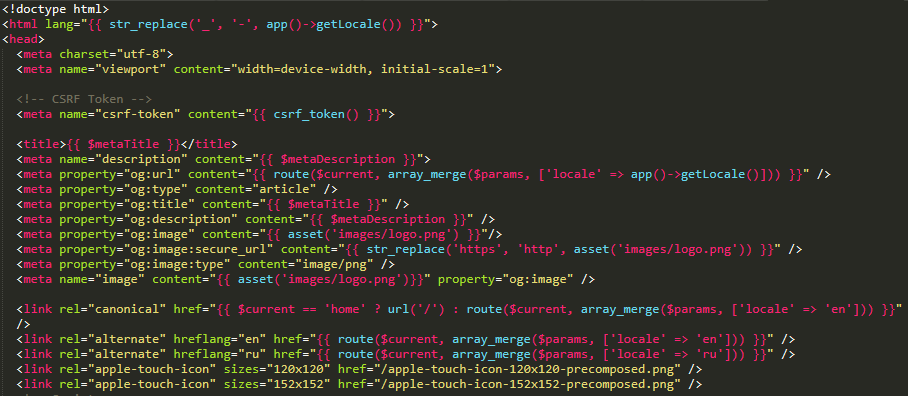 <!doctype html>
<html lang="{{ str_replace('_', '-', app()->getLocale()) }}">
<head>
<meta charset="utf-8">
<meta name="viewport" content="width=device-width, initial-scale=1">
<!-- CSRF Token -->
<meta name="csrf-token" content="{{ csrf_token() }}">
<title>{{ $metaTitle }}</title>
<meta name="description" content="{{ $metaDescription }}">
<meta property="og:url" content="{{ route($current, array_merge($params, ['locale' => app()->getLocale()])) }}" />
<meta property="og:type" content="article" />
<meta property="og:title" content="{{ $metaTitle }}" />
<meta property="og:description" content="{{ $metaDescription }}" />
<meta property="og:image" content="{{ asset('images/logo.png') }}"/>
<meta property="og:image:secure_url" content="{{ str_replace('https', 'http', asset('images/logo.png')) }}" />
<meta property="og:image:type" content="image/png" />
<meta name="image" content="{{ asset('images/logo.png')}}" property="og:image" />
<link rel="canonical" href="{{ $current == 'home' ? url('/') : route($current, array_merge($params, ['locale' => 'en'])) }}"
/>
<link rel="alternate" hreflang="en" href="{{ route($current, array_merge($params, ['locale' => 'en'])) }}" />
<link rel="alternate" hreflang="ru" href="{{ route($current, array_merge($params, ['locale' => 'ru'])) }}" />
<link rel="apple-touch-icon" sizes="120x120" href="/apple-touch-icon-120x120-precomposed.png" />
<link rel="apple-touch-icon" sizes="152x152" href="/apple-touch-icon-152x152-precomposed.png" />